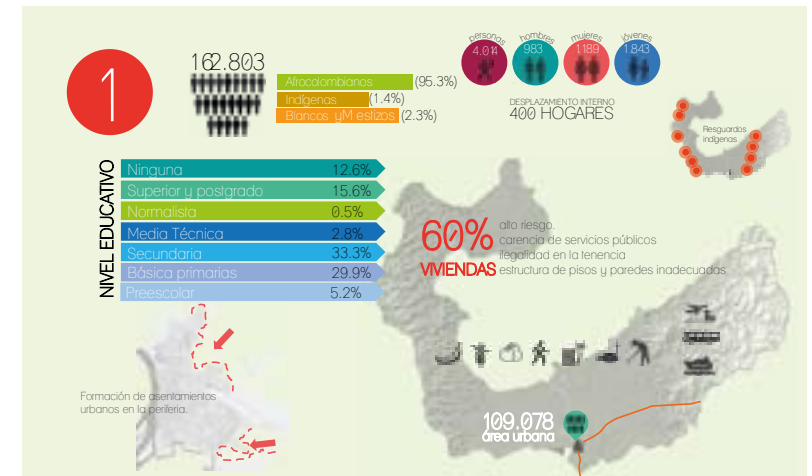 1
162.803
Afrocolombianos (95.3%)
Indígenas (1.4%)
Blancos yMestizos (2.3%)
personas
4.014
hombres
983
mujeres
1189
jóvenes
1.843
DESPLAZAMIENTO INTERNO
400 HOGARES
Resguardos
indígenas
NIVEL EDUCATIVO
Ninguna 12.6%
Superior y postgrado 15.6%
Normalista 0.5%
Media Técnica 2.8%
Secundaria 33.3%
Básica primarias 29.9%
Preescolar 5.2%
60%
VIVIENDAS
alto riesgo.
carencia de servicios públicos
ilegalidad en la tenencia
estructura de pisos y paredes inadecuadas
Formación de asentamientos
urbanos en la periferia.
109.078
área urbana